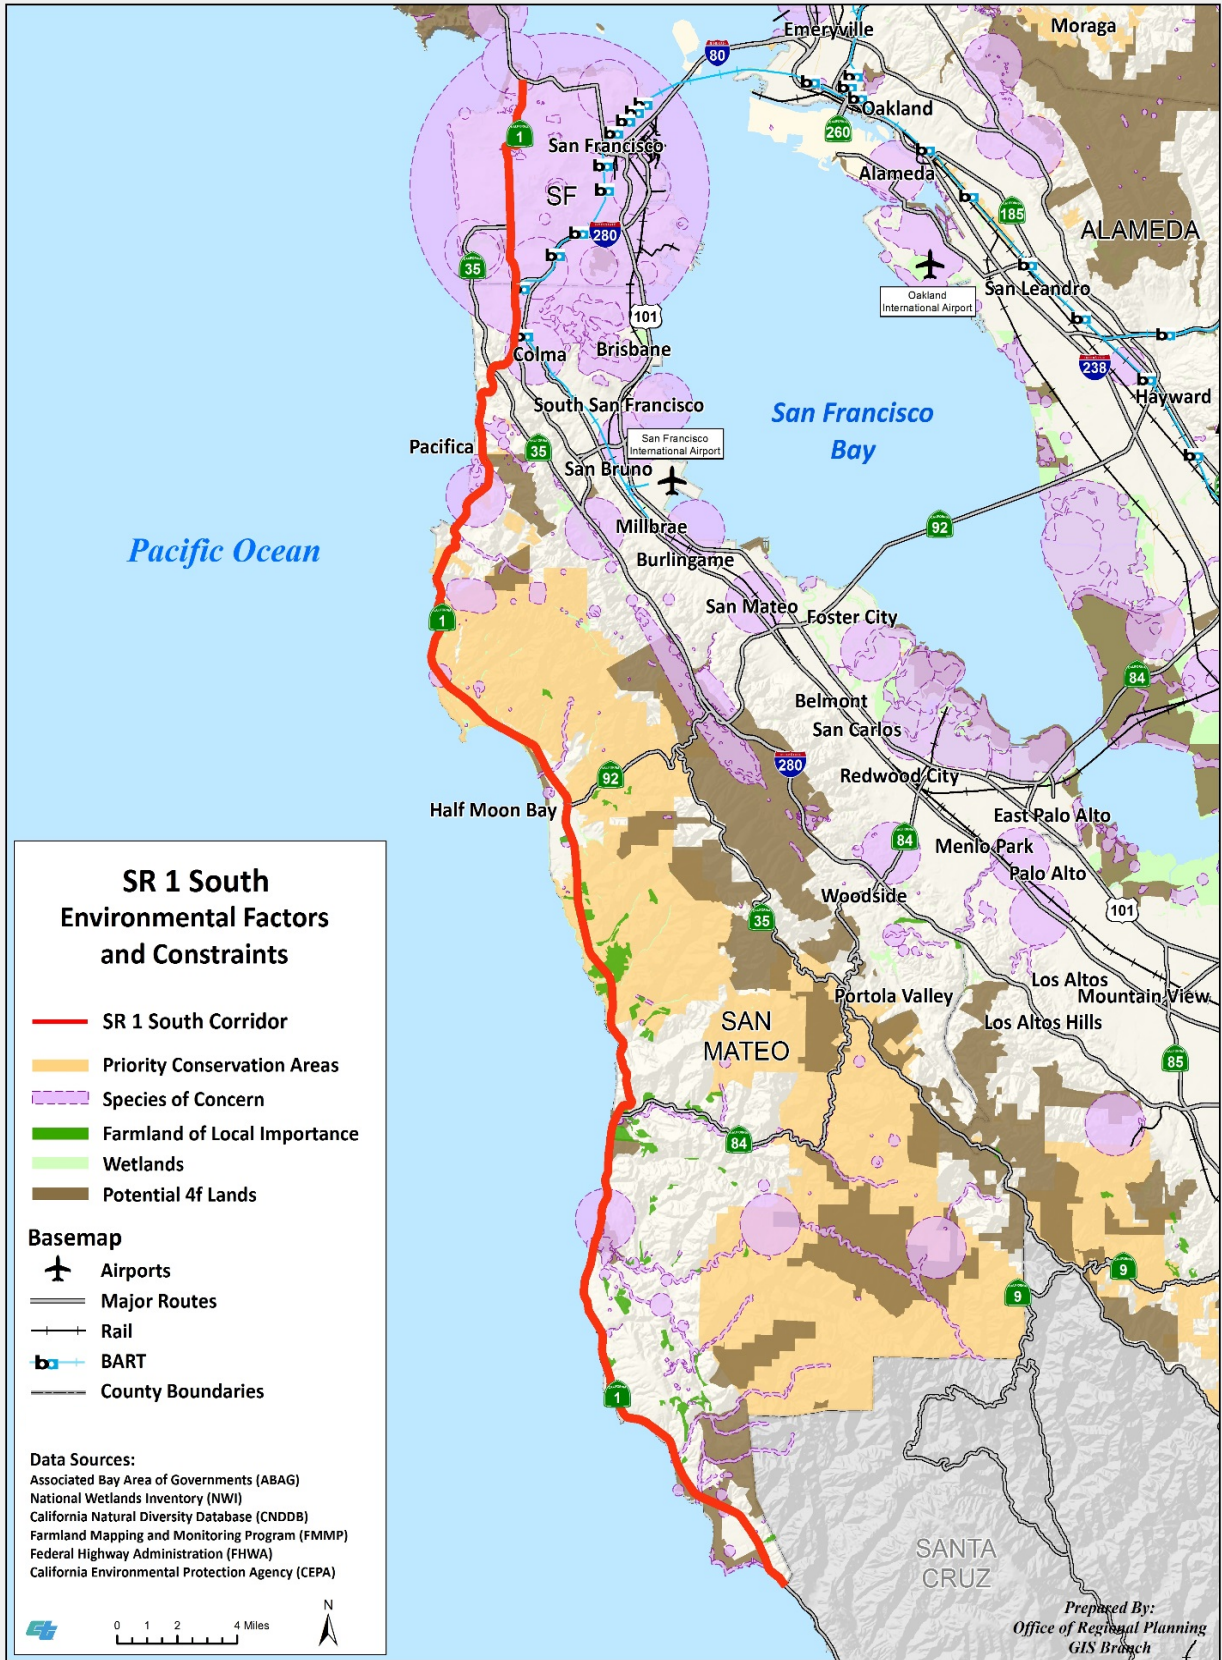 Emeryville
Moraga
80
Oakland
260
1
San Francisco
Alameda
SF
185
ALAMEDA
280
35
San Leandro
Oakland
International Airport
101
Colma
Brisbane
238
Hayward
South San Francisco
San Francisco
Bay
Pacifica
35
San Francisco
International Airport
San Bruno
Millbrae
92
Pacific Ocean
Burlingame
San Mateo
Foster City
1
84
Belmont
San Carlos
280
92
Redwood City
Half Moon Bay
East Palo Alto
84
Menlo Park
Palo Alto
Woodside
101
35
Los Altos
Portola Valley
Mountain View
SAN
MATEO
Los Altos Hills
85
84
9
9
1
SANTA
CRUZ
SR 1 South
Environmental Factors
and Constraints
SR 1 South Corridor
Priority Conservation Areas
Species of Concern
Farmland of Local Importance
Wetlands
Potential 4f Lands
Basemap
Airports
Major Routes
Rail
BART
County Boundaries
Data Sources:
Associated Bay Area of Governments (ABAG)
National Wetlands Inventory (NWI)
California Natural Diversity Database (CNDDB)
Farmland Mapping and Monitoring Program (FMMP)
Federal Highway Administration (FHWA)
California Environmental Protection Agency (CEPA)
N
0 1 2 4 Miles
Prepared By:
Office of Regional Planning
GIS Branch